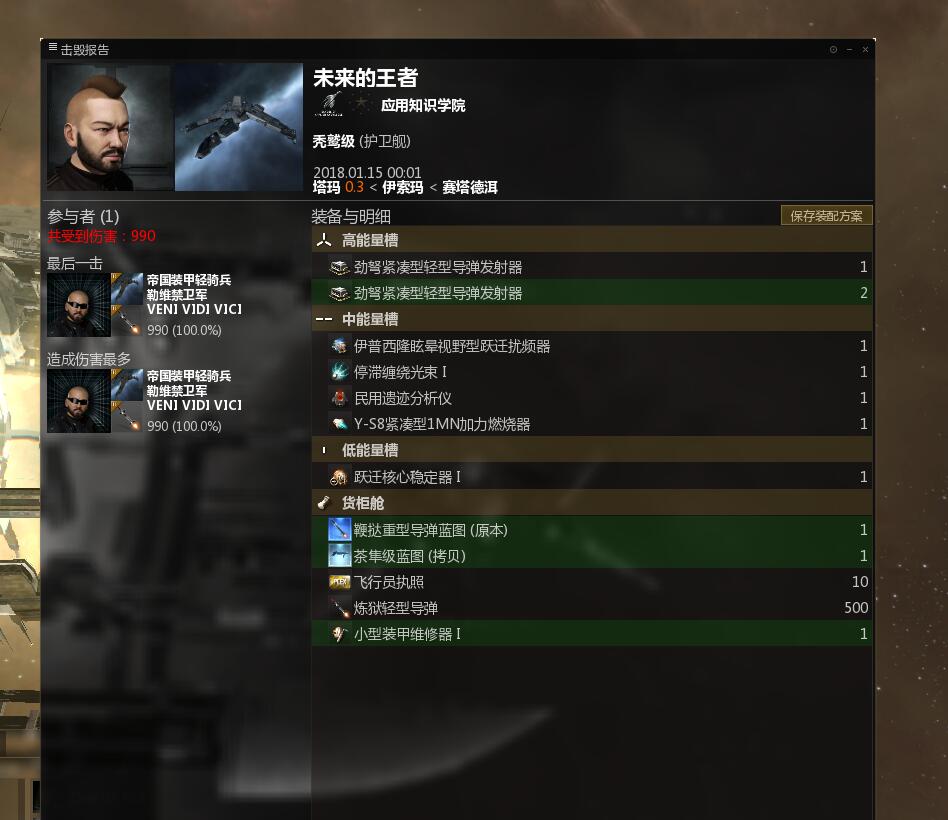 击毁报告
未来的王者
应用知识学院
秃鹫级 (护卫舰)
2018.01.15 00:01
塔玛 0.3 < 伊索玛 < 赛塔德洱
参与者 (1)
共受到伤害：990
最后一击
帝国装甲轻骑兵
勒维禁卫军
VENI VIDI VICI
990 (100.0%)
造成伤害最多
帝国装甲轻骑兵
勒维禁卫军
VENI VIDI VICI
990 (100.0%)
装备与明细
保存装配方案
高能量槽
劲弩紧凑型轻型导弹发射器 1
劲弩紧凑型轻型导弹发射器 2
中能量槽
伊普西隆眩晕视野型跃迁扰频器 1
停滞缠绕光束 I 1
民用遗迹分析仪 1
Y-S8紧凑型1MN加力燃烧器 1
低能量槽
跃迁核心稳定器 I 1
货柜舱
鞭挞重型导弹蓝图 (原本) 1
茶隼级蓝图 (拷贝) 1
飞行员执照 10
炼狱轻型导弹 500
小型装甲维修器 I 1